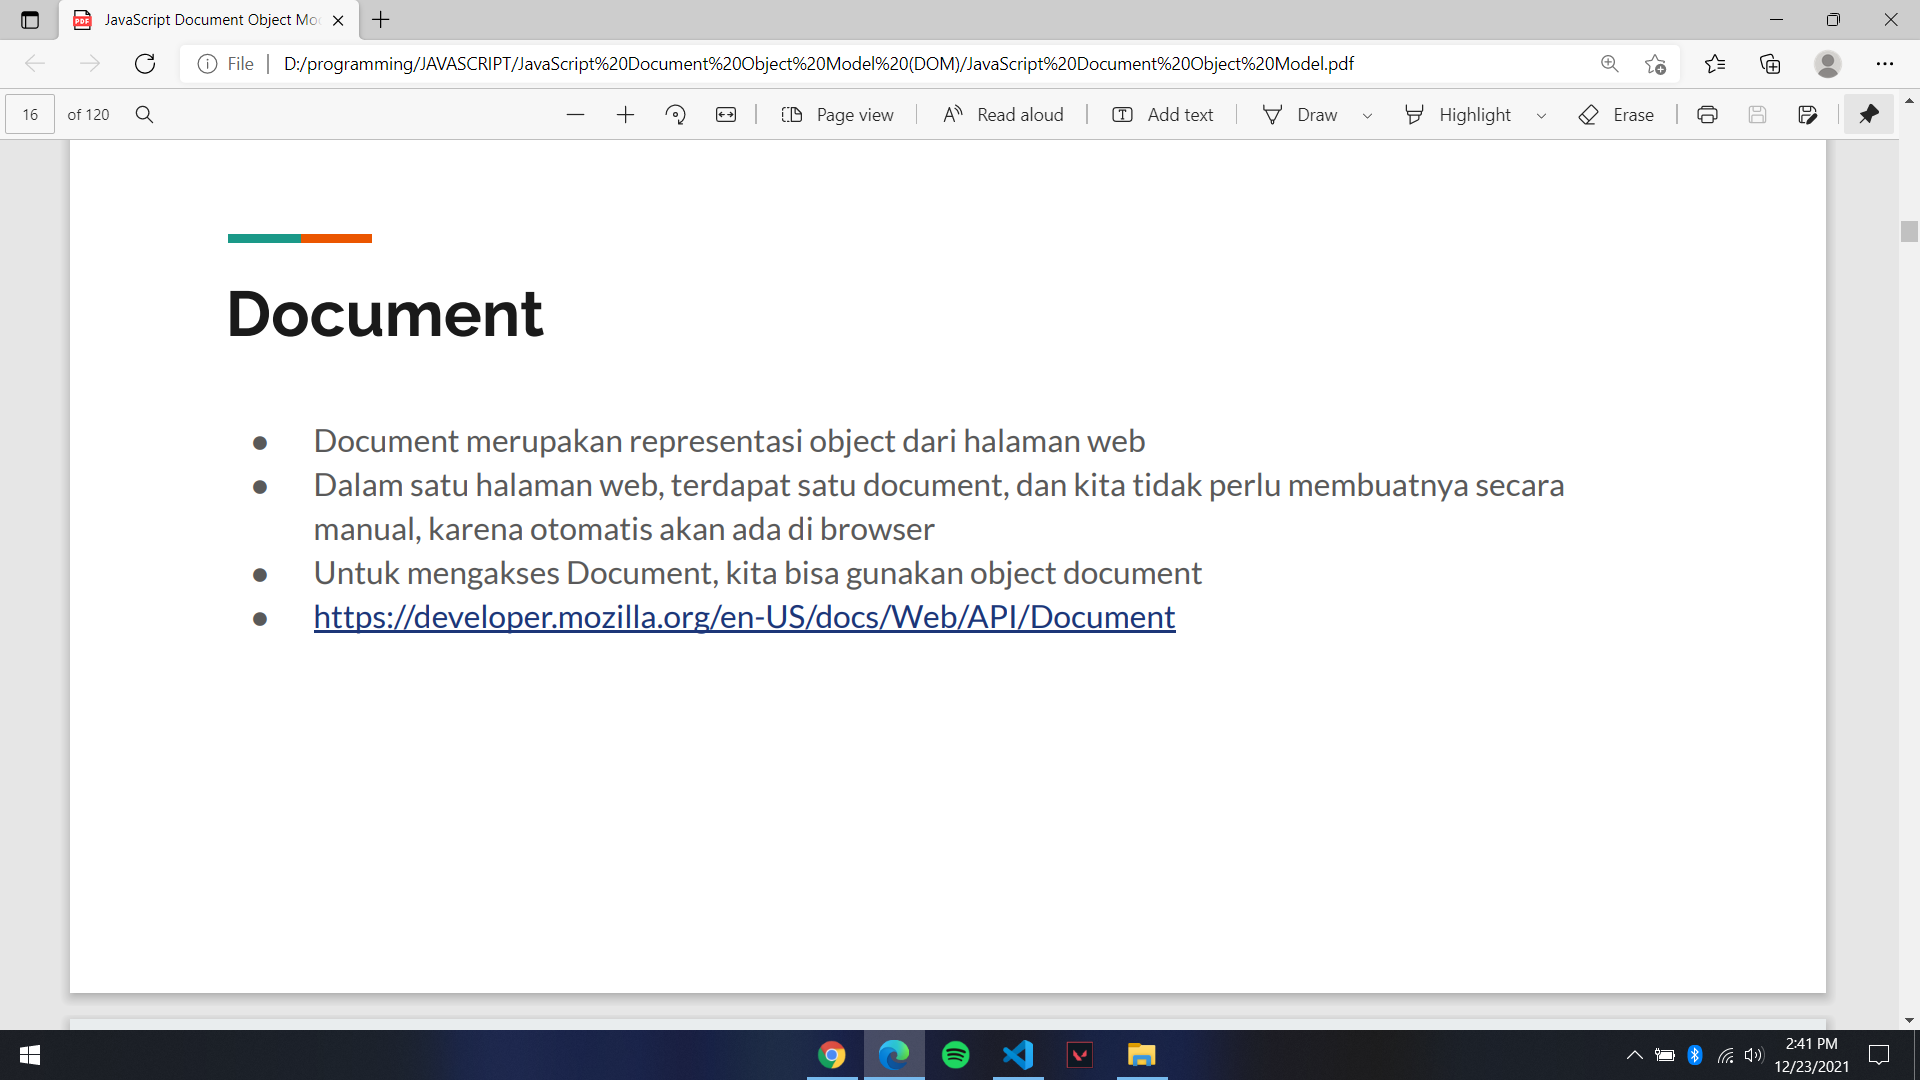 JavaScript Document Object Mo
File
D:/programming/JAVASCRIPT/JavaScript%20Document%20Object%20Model%20(DOM)/JavaScript%20Document%20Object%20Model.pdf
16 of 120
Page view
Read aloud
Add text
Draw
Highlight
Erase
Document
● Document merupakan representasi object dari halaman web
● Dalam satu halaman web, terdapat satu document, dan kita tidak perlu membuatnya secara
manual, karena otomatis akan ada di browser
● Untuk mengakses Document, kita bisa gunakan object document
● https://developer.mozilla.org/en-US/docs/Web/API/Document
2:41 PM
12/23/2021